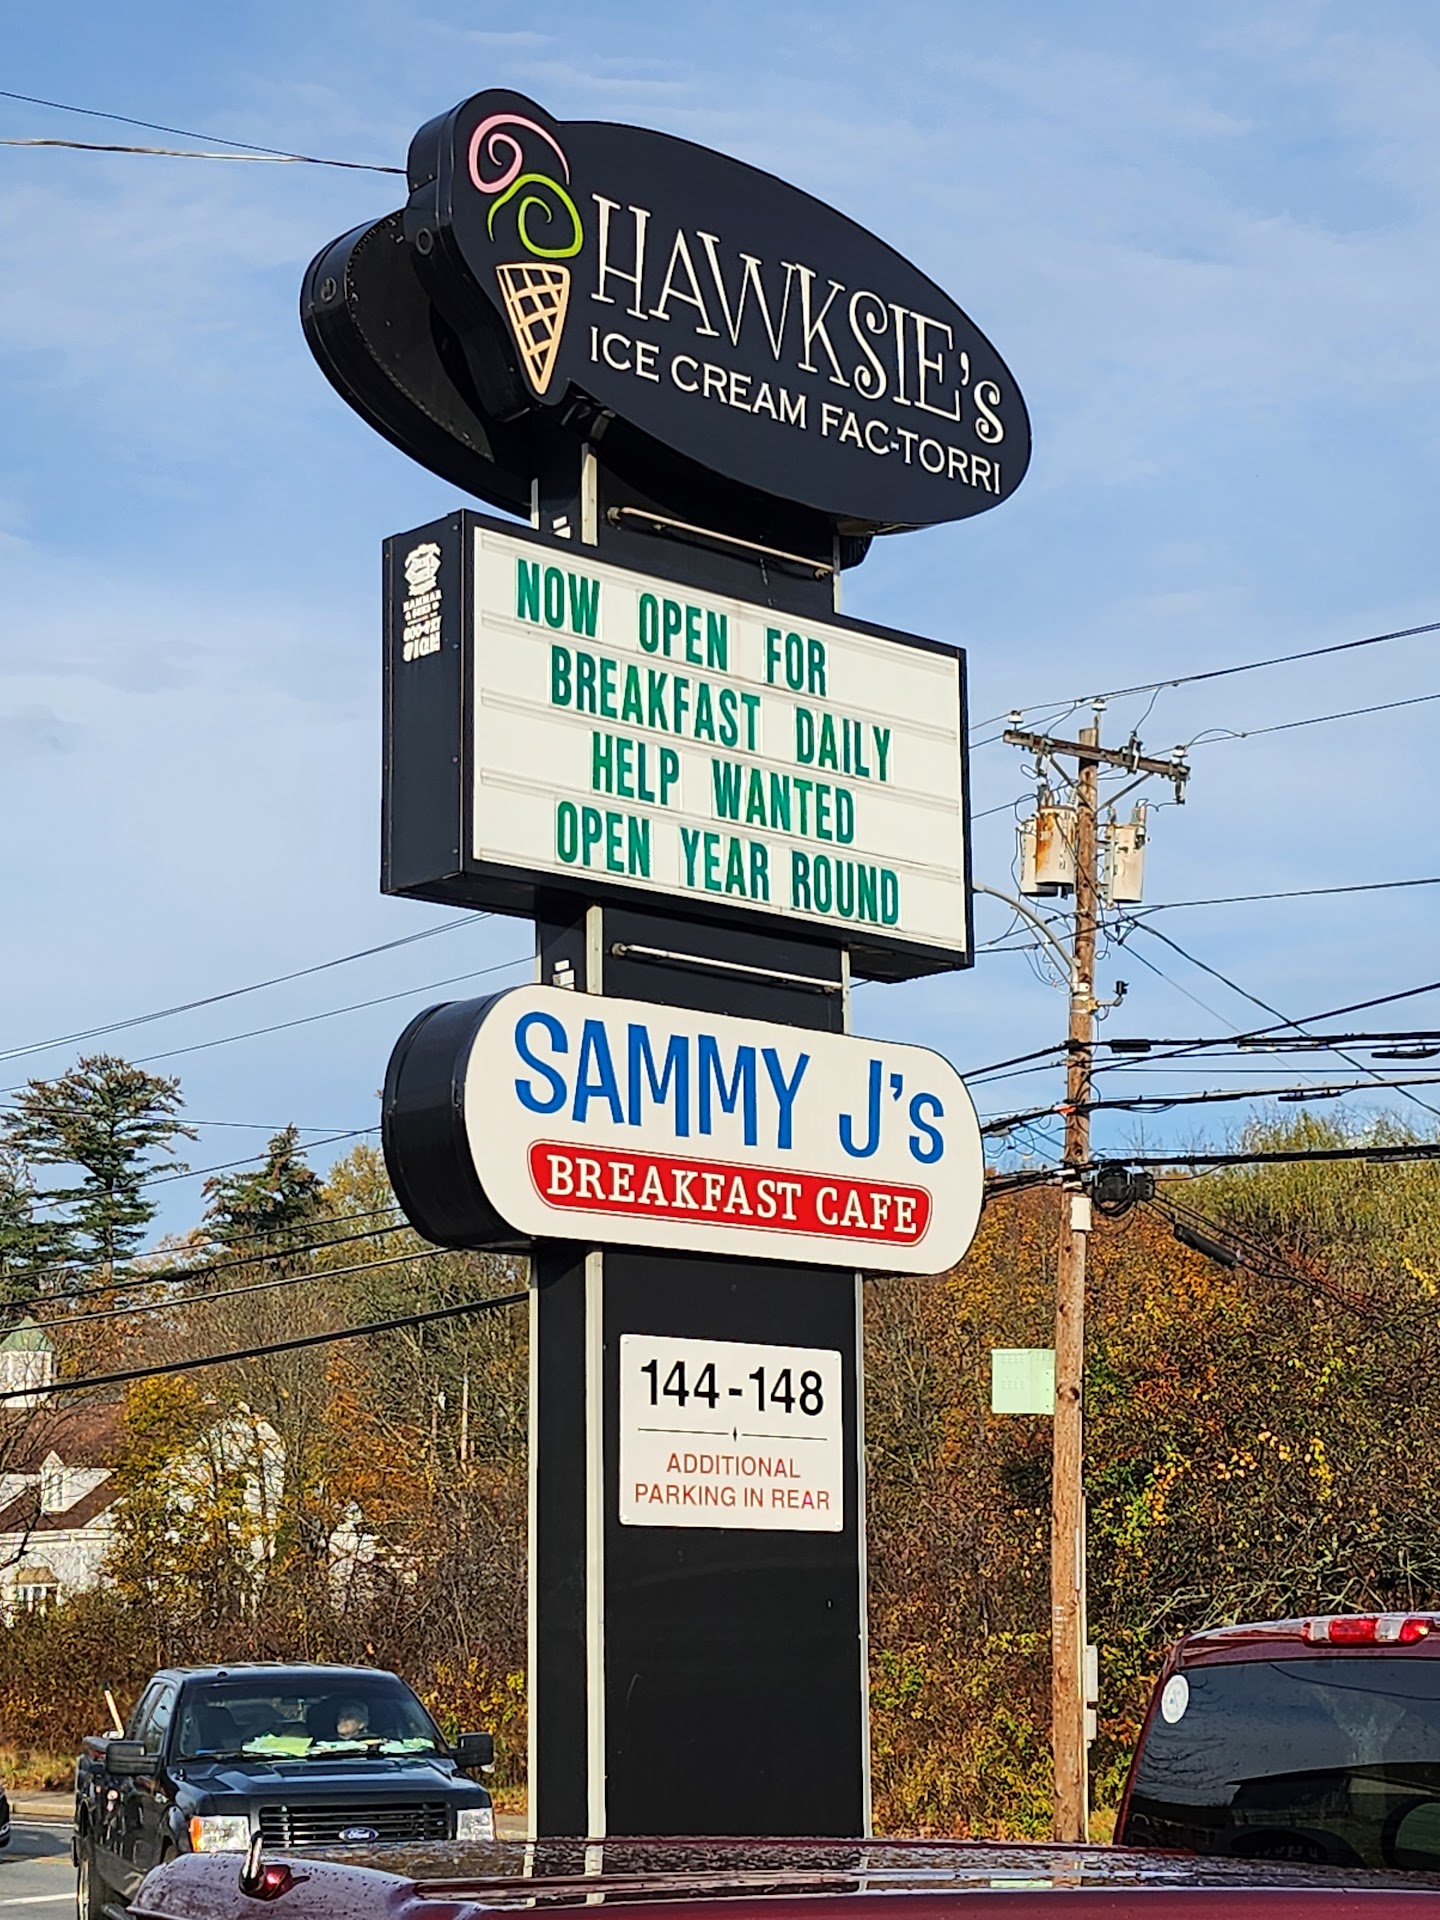 HAWKSIE'S
ICE CREAM FAC-TORRI
NOW OPEN FOR
BREAKFAST DAILY
HELP WANTED
OPEN YEAR ROUND
SAMMY J'S
BREAKFAST CAFE
144-148
ADDITIONAL
PARKING IN REAR
Ford